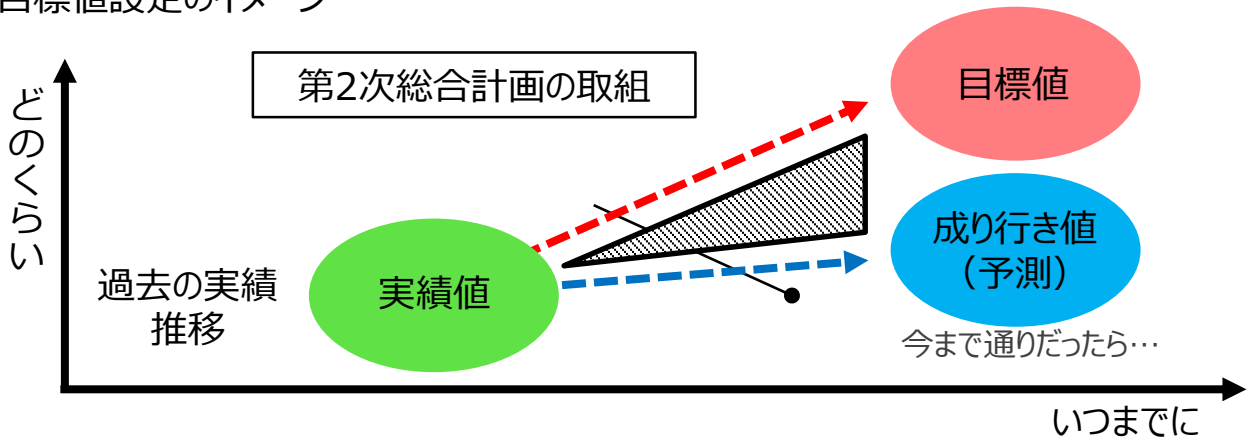 目標値設定のイメージ
第2次総合計画の取組
目標値
どのくらい
成り行き値
（予測）
過去の実績
推移
実績値
今まで通りだったら…
いつまでに